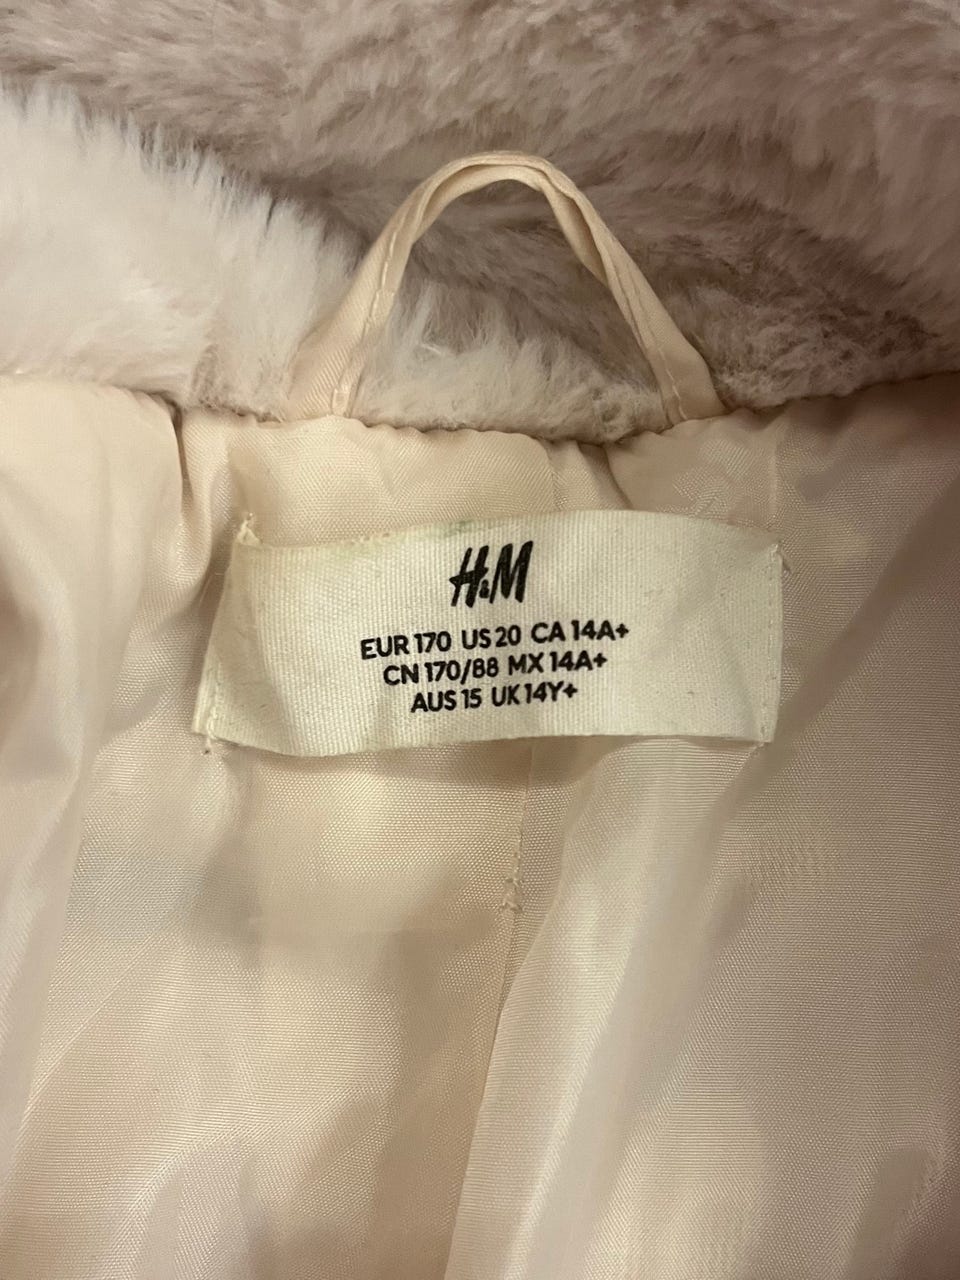 H&M
EUR 170 US 20 CA 14A+
CN 170/88 MX 14A+
AUS 15 UK 14Y+